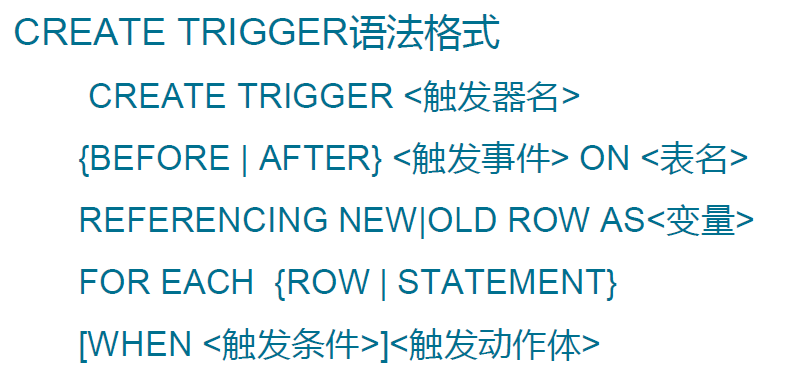 CREATE TRIGGER语法格式
CREATE TRIGGER <触发器名>
{BEFORE | AFTER} <触发事件> ON <表名>
REFERENCING NEW|OLD ROW AS<变量>
FOR EACH  {ROW | STATEMENT}
[WHEN <触发条件>]<触发动作体>